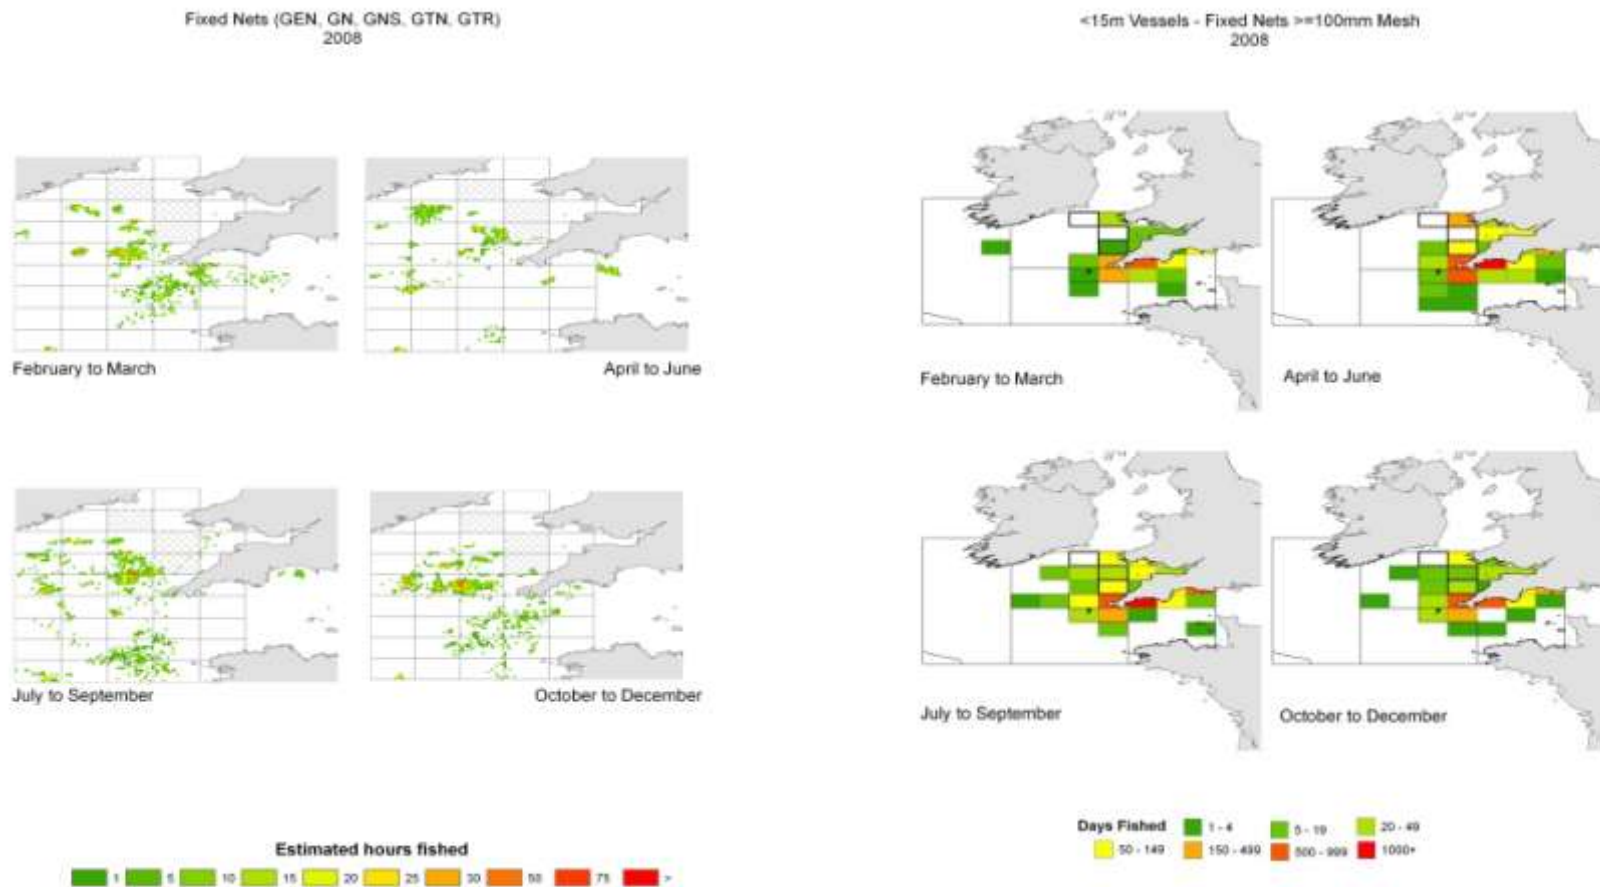 Fixed Nets (GEN, GN, GNS, GTN, GTR)
2008
February to March
April to June
July to September
October to December
Estimated hours fished
1 5 10 15 20 25 30 50 75 >
<15m Vessels - Fixed Nets >=100mm Mesh
2008
February to March
April to June
July to September
October to December
Days Fished 1 - 4 5 - 19 20 - 49
50 - 149 150 - 499 500 - 999 1000+